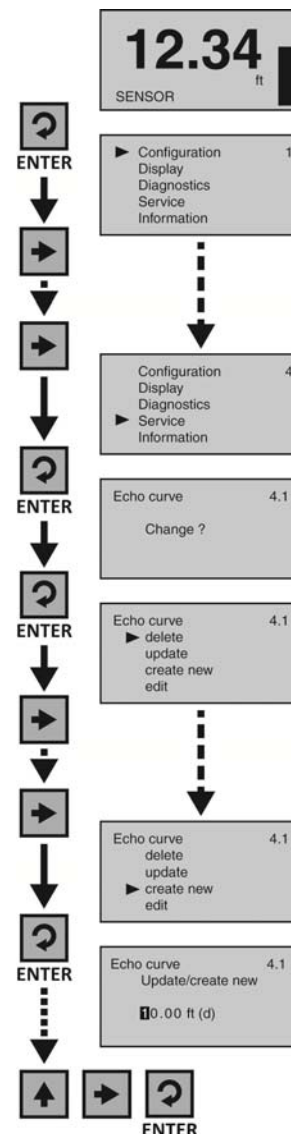 12.34
ft
SENSOR
ENTER
Configuration 1
Display
Diagnostics
Service
Information
Configuration 4
Display
Diagnostics
Service
Information
ENTER
Echo curve 4.1
Change ?
ENTER
Echo curve 4.1
delete
update
create new
edit
Echo curve 4.1
delete
update
create new
edit
ENTER
Echo curve 4.1
Update/create new
10.00 ft (d)
ENTER